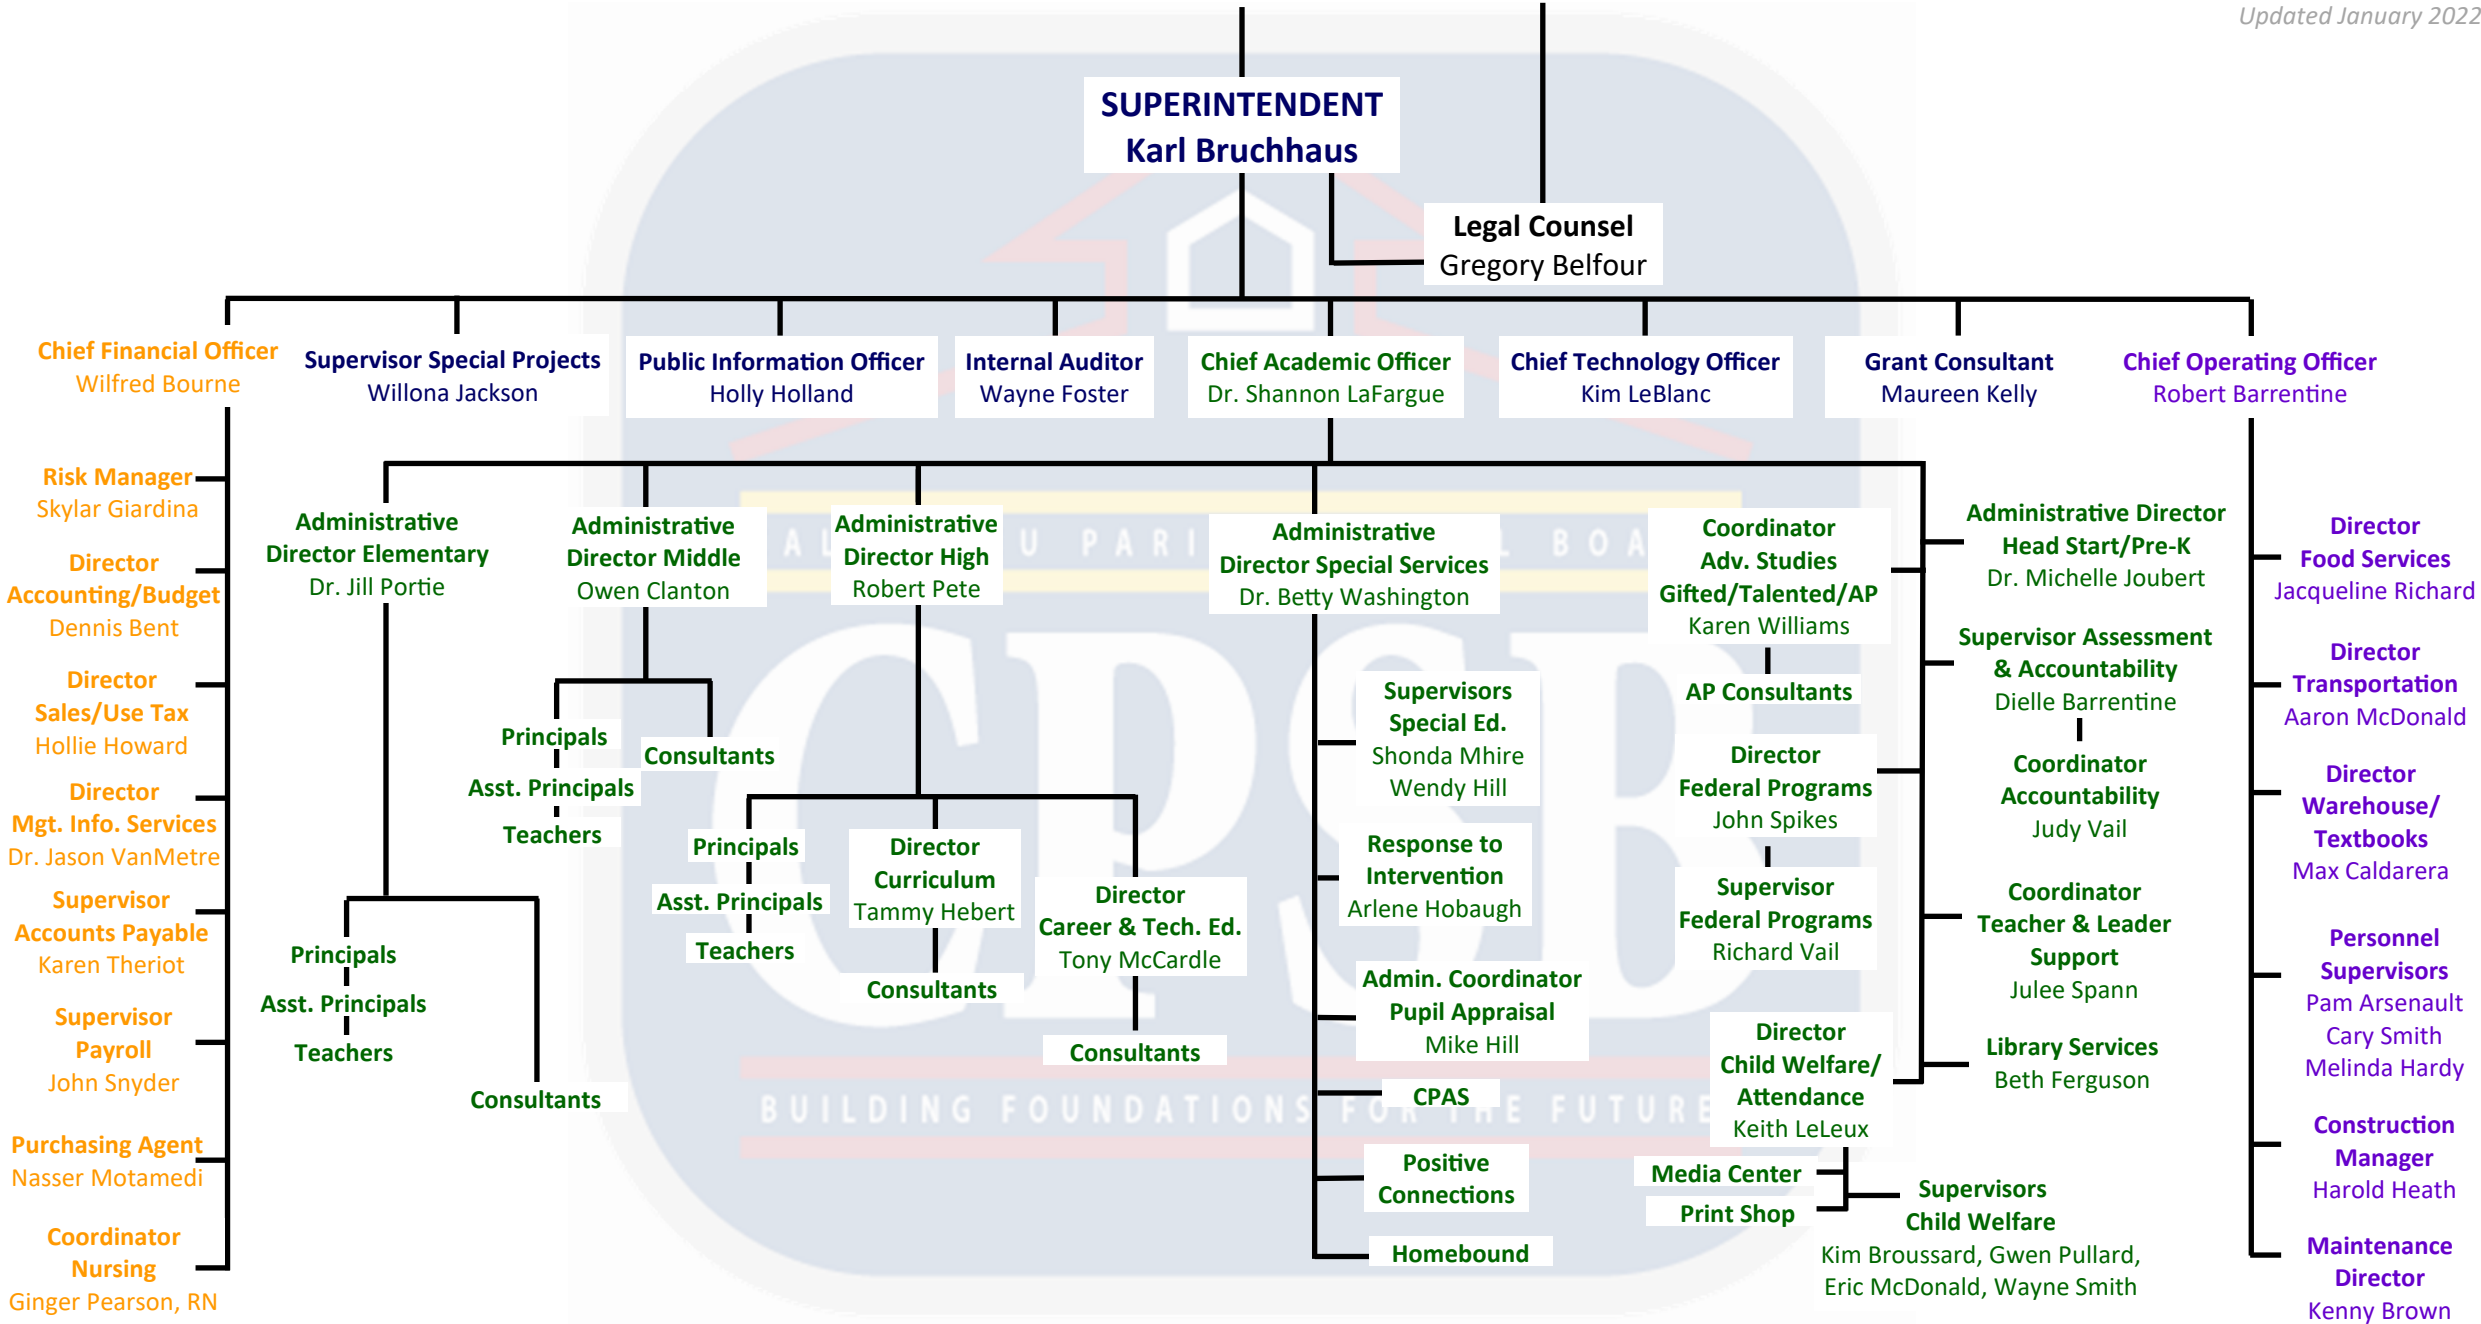 Updated January 2022
SUPERINTENDENT
Karl Bruchhaus
Legal Counsel
Gregory Belfour
Chief Financial Officer
Wilfred Bourne
Supervisor Special Projects
Willona Jackson
Public Information Officer
Holly Holland
Internal Auditor
Wayne Foster
Chief Academic Officer
Dr. Shannon LaFargue
Chief Technology Officer
Kim LeBlanc
Grant Consultant
Maureen Kelly
Chief Operating Officer
Robert Barrentine
Risk Manager
Skylar Giardina
Director
Accounting/Budget
Dennis Bent
Director
Sales/Use Tax
Hollie Howard
Director
Mgt. Info. Services
Dr. Jason VanMetre
Supervisor
Accounts Payable
Karen Theriot
Supervisor
Payroll
John Snyder
Purchasing Agent
Nasser Motamedi
Coordinator
Nursing
Ginger Pearson, RN
Administrative
Director Elementary
Dr. Jill Portie
Principals
Asst. Principals
Teachers
Consultants
Administrative
Director Middle
Owen Clanton
Principals
Asst. Principals
Teachers
Consultants
Administrative
Director High
Robert Pete
Principals
Asst. Principals
Teachers
Director
Curriculum
Tammy Hebert
Consultants
Director
Career & Tech. Ed.
Tony McCardle
Consultants
Administrative
Director Special Services
Dr. Betty Washington
Supervisors
Special Ed.
Shonda Mhire
Wendy Hill
Response to
Intervention
Arlene Hobaugh
Admin. Coordinator
Pupil Appraisal
Mike Hill
CPAS
Positive
Connections
Homebound
Coordinator
Adv. Studies
Gifted/Talented/AP
Karen Williams
AP Consultants
Director
Federal Programs
John Spikes
Supervisor
Federal Programs
Richard Vail
Director
Child Welfare/
Attendance
Keith LeLeux
Media Center
Print Shop
Supervisors
Child Welfare
Kim Broussard, Gwen Pullard,
Eric McDonald, Wayne Smith
Administrative Director
Head Start/Pre-K
Dr. Michelle Joubert
Supervisor Assessment
& Accountability
Dielle Barrentine
Coordinator
Accountability
Judy Vail
Coordinator
Teacher & Leader
Support
Julee Spann
Library Services
Beth Ferguson
Director
Food Services
Jacqueline Richard
Director
Transportation
Aaron McDonald
Director
Warehouse/
Textbooks
Max Caldarera
Personnel
Supervisors
Pam Arsenault
Cary Smith
Melinda Hardy
Construction
Manager
Harold Heath
Maintenance
Director
Kenny Brown
CPSB
BUILDING FOUNDATIONS FOR THE FUTURE